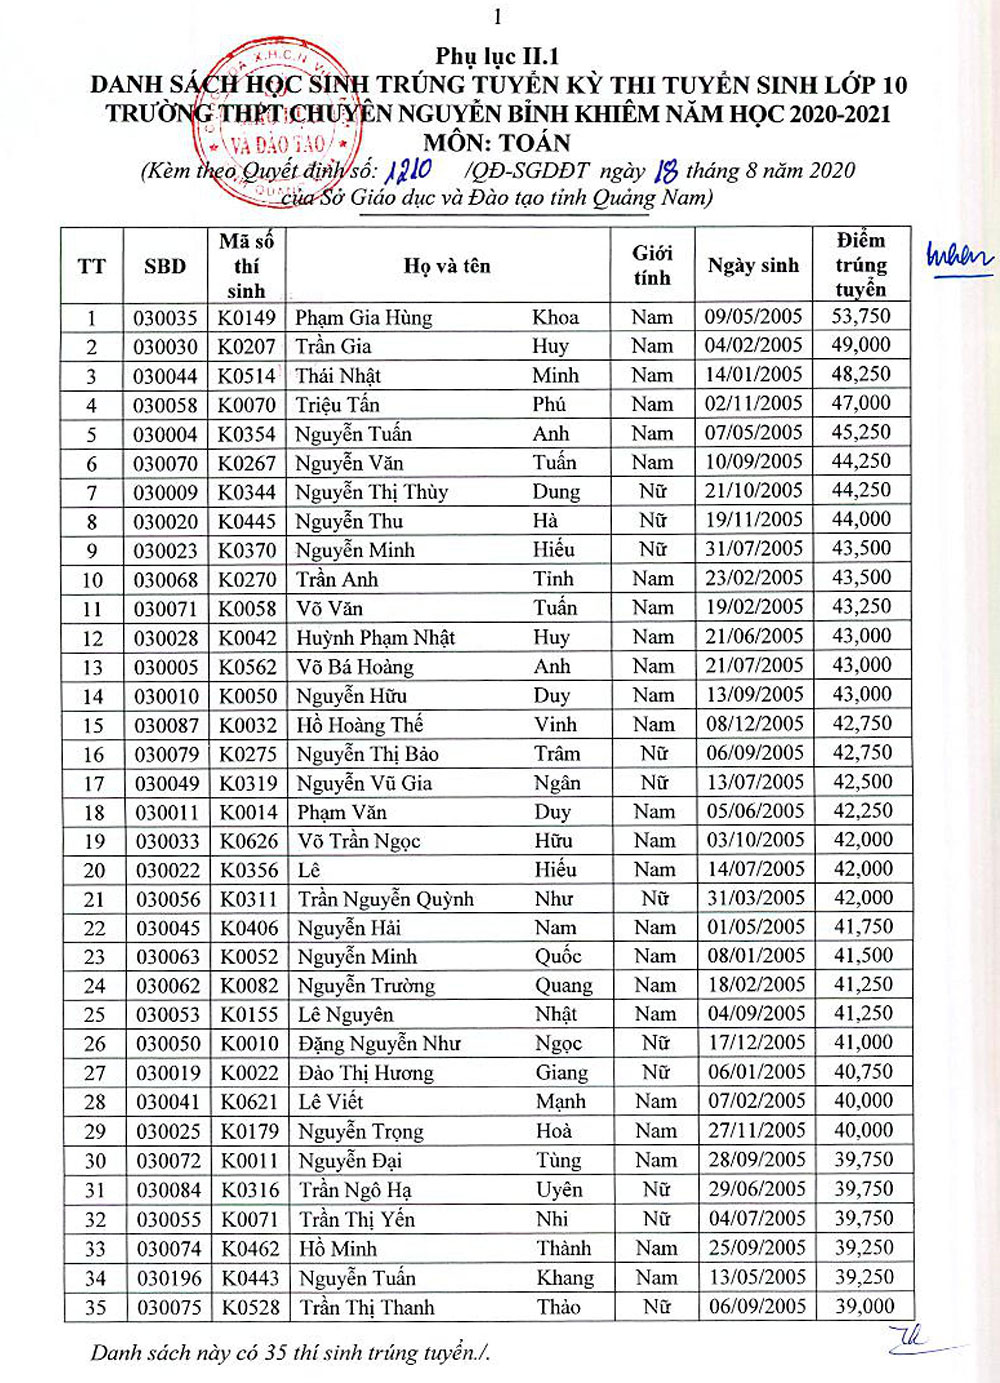 1
Phụ lục II.1
DANH SÁCH HỌC SINH TRÚNG TUYỂN KỲ THI TUYỂN SINH LỚP 10
TRƯỜNG THPT CHUYÊN NGUYỄN BỈNH KHIÊM NĂM HỌC 2020-2021
MÔN: TOÁN
(Kèm theo Quyết định số: 1210 /QĐ-SGDĐT ngày 18 tháng 8 năm 2020
của Sở Giáo dục và Đào tạo tỉnh Quảng Nam)
VÀ ĐÀO TẠO
TT SBD Mã số thí sinh Họ và tên Giới tính Ngày sinh Điểm trúng tuyển
1 030035 K0149 Phạm Gia Hùng Khoa Nam 09/05/2005 53,750
2 030030 K0207 Trần Gia Huy Nam 04/02/2005 49,000
3 030044 K0514 Thái Nhật Minh Nam 14/01/2005 48,250
4 030058 K0070 Triệu Tấn Phú Nam 02/11/2005 47,000
5 030004 K0354 Nguyễn Tuấn Anh Nam 07/05/2005 45,250
6 030070 K0267 Nguyễn Văn Tuấn Nam 10/09/2005 44,250
7 030009 K0344 Nguyễn Thị Thùy Dung Nữ 21/10/2005 44,250
8 030020 K0445 Nguyễn Thu Hà Nữ 19/11/2005 44,000
9 030023 K0370 Nguyễn Minh Hiếu Nữ 31/07/2005 43,500
10 030068 K0270 Trần Anh Tỉnh Nam 23/02/2005 43,500
11 030071 K0058 Võ Văn Tuấn Nam 19/02/2005 43,250
12 030028 K0042 Huỳnh Phạm Nhật Huy Nam 21/06/2005 43,000
13 030005 K0562 Võ Bá Hoàng Anh Nam 21/07/2005 43,000
14 030010 K0050 Nguyễn Hữu Duy Nam 13/09/2005 43,000
15 030087 K0032 Hồ Hoàng Thế Vinh Nam 08/12/2005 42,750
16 030079 K0275 Nguyễn Thị Bảo Trâm Nữ 06/09/2005 42,750
17 030049 K0319 Nguyễn Vũ Gia Ngân Nữ 13/07/2005 42,500
18 030011 K0014 Phạm Văn Duy Nam 05/06/2005 42,250
19 030033 K0626 Võ Trần Ngọc Hữu Nam 03/10/2005 42,000
20 030022 K0356 Lê Hiếu Nam 14/07/2005 42,000
21 030056 K0311 Trần Nguyễn Quỳnh Như Nữ 31/03/2005 42,000
22 030045 K0406 Nguyễn Hải Nam Nam 01/05/2005 41,750
23 030063 K0052 Nguyễn Minh Quốc Nam 08/01/2005 41,500
24 030062 K0082 Nguyễn Trường Quang Nam 18/02/2005 41,250
25 030053 K0155 Lê Nguyên Nhật Nam 04/09/2005 41,250
26 030050 K0010 Đặng Nguyễn Như Ngọc Nữ 17/12/2005 41,000
27 030019 K0022 Đào Thị Hương Giang Nữ 06/01/2005 40,750
28 030041 K0621 Lê Viết Mạnh Nam 07/02/2005 40,000
29 030025 K0179 Nguyễn Trọng Hoà Nam 27/11/2005 40,000
30 030072 K0011 Nguyễn Đại Tùng Nam 28/09/2005 39,750
31 030084 K0316 Trần Ngô Hạ Uyên Nữ 29/06/2005 39,750
32 030055 K0071 Trần Thị Yến Nhi Nữ 04/07/2005 39,750
33 030074 K0462 Hồ Minh Thành Nam 25/09/2005 39,250
34 030196 K0443 Nguyễn Tuấn Khang Nam 13/05/2005 39,250
35 030075 K0528 Trần Thị Thanh Thảo Nữ 06/09/2005 39,000
Danh sách này có 35 thí sinh trúng tuyển./.